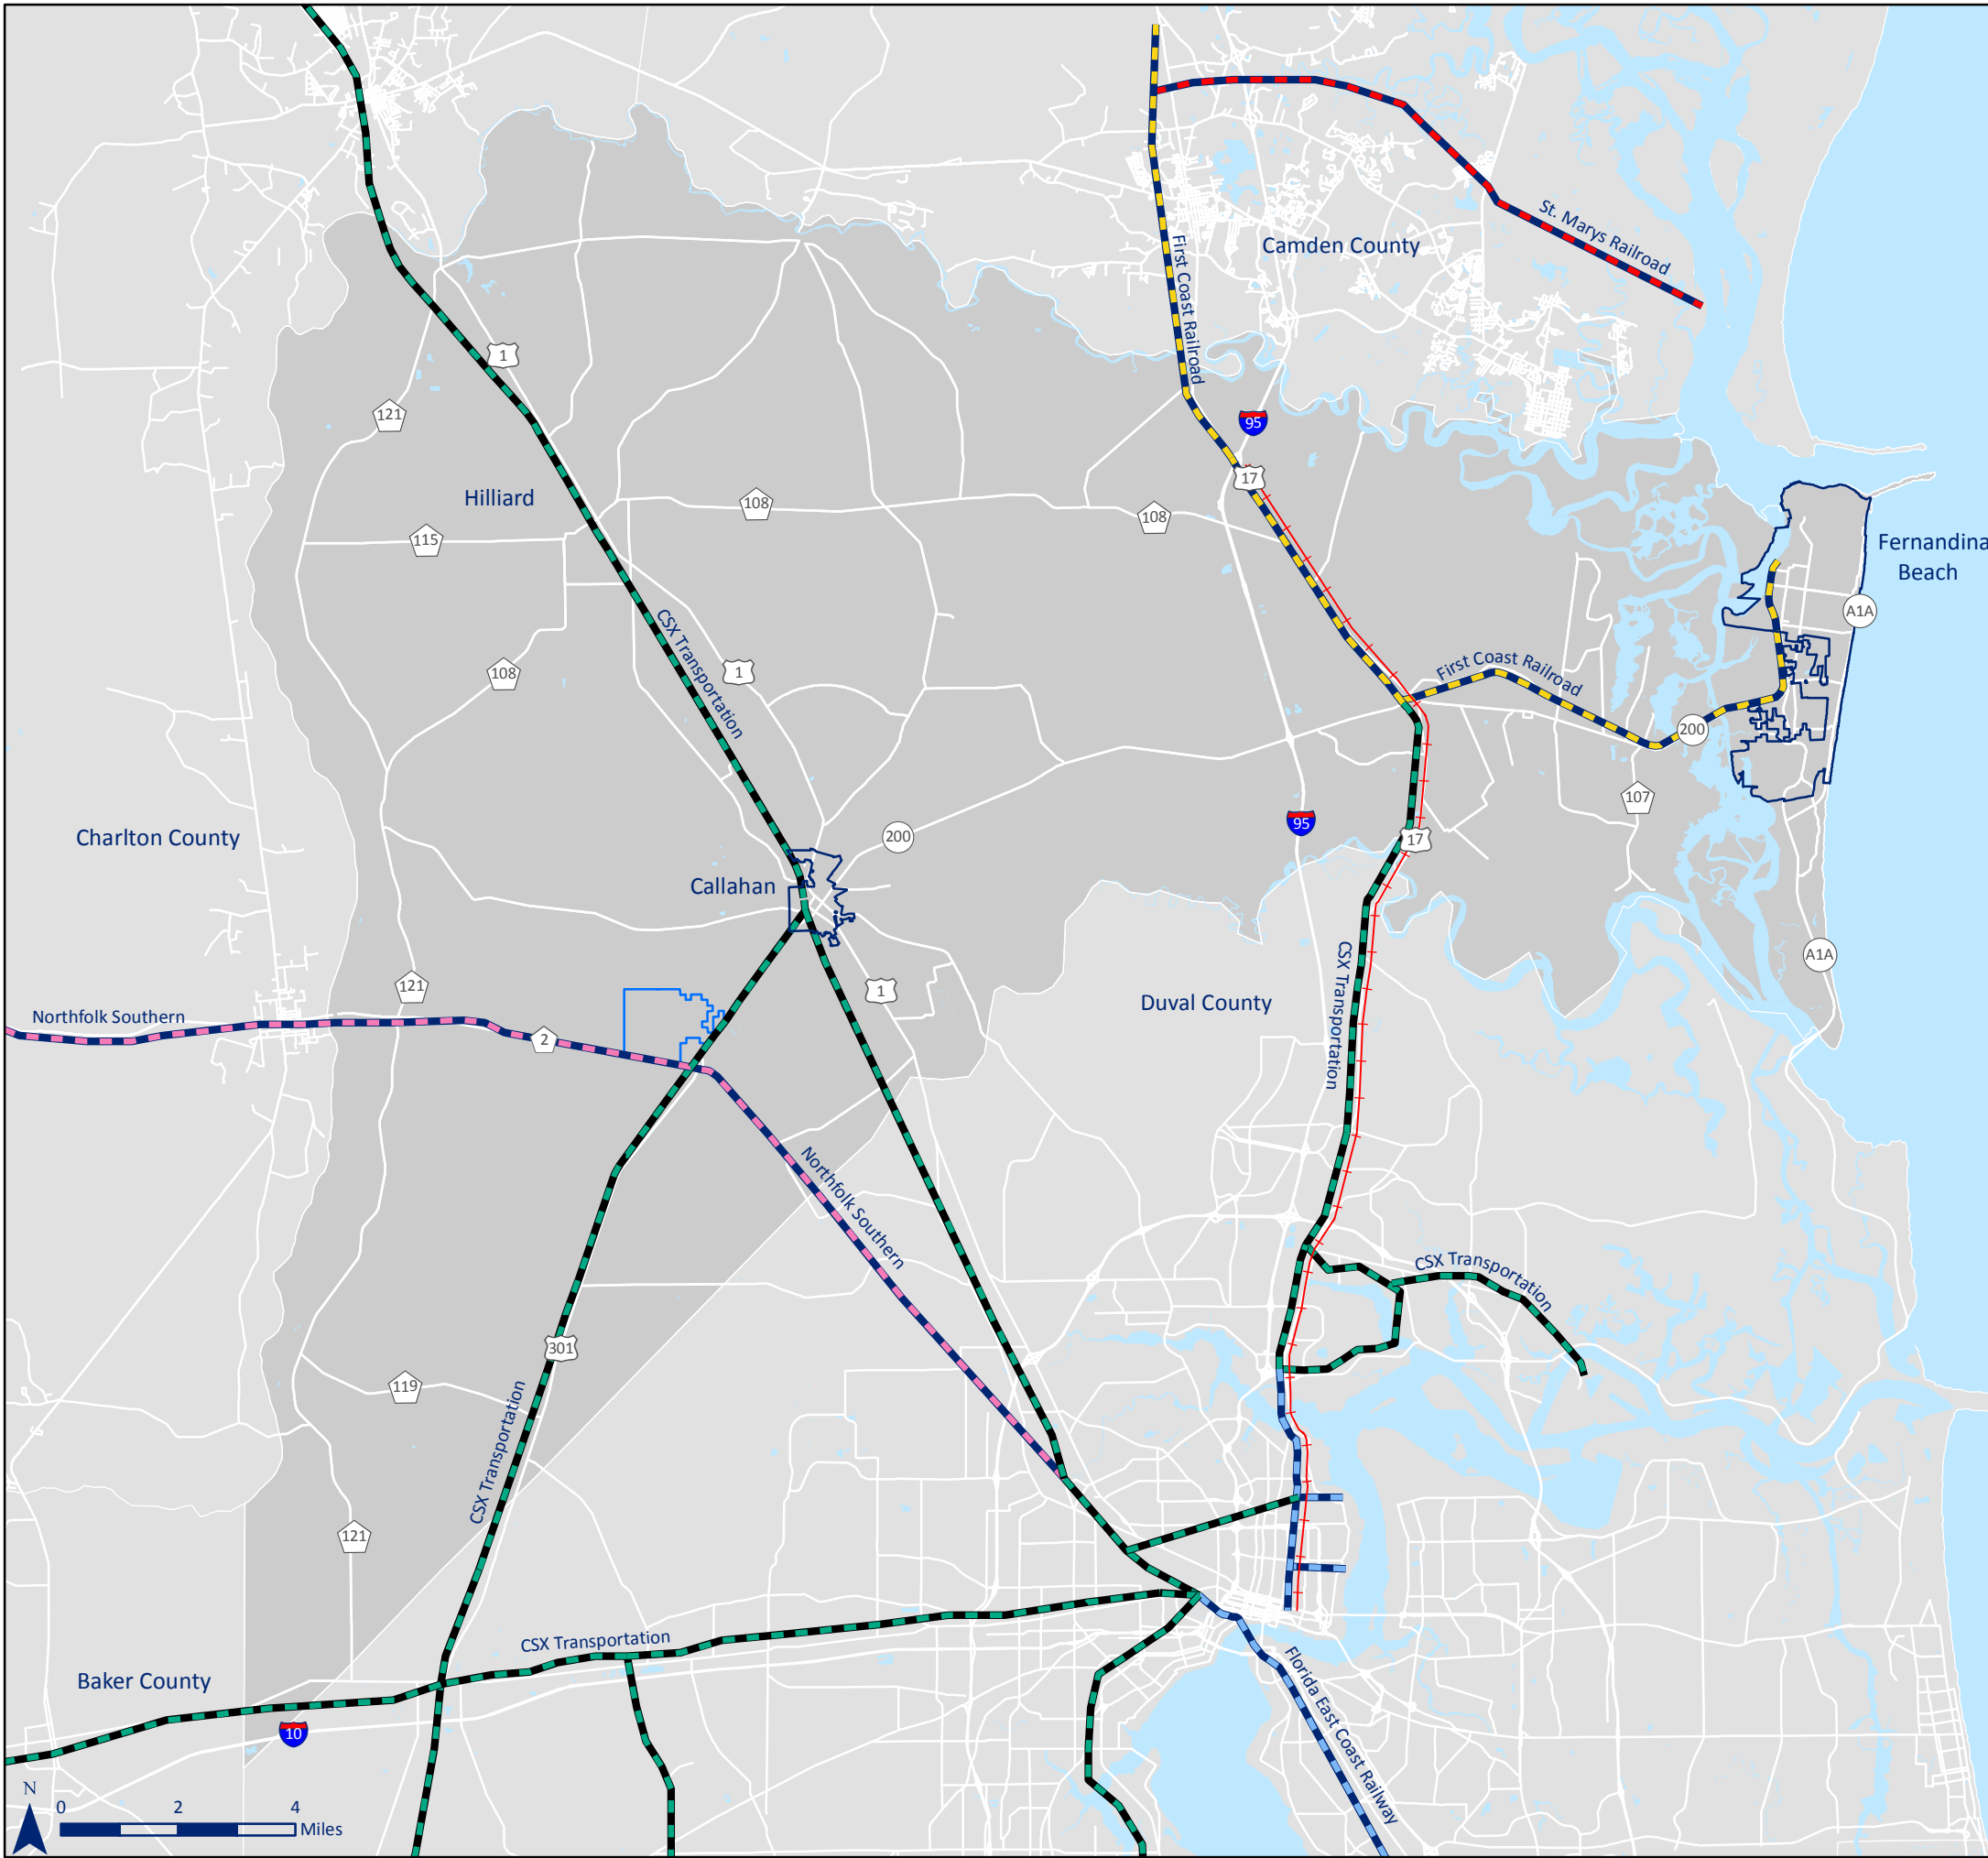 St. Marys Railroad
Camden County
First Coast Railroad
1
121
95
17
Hilliard
108
108
115
Fernandina
Beach
A1A
CSX Transportation
108
1
First Coast Railroad
200
107
95
17
Charlton County
200
Callahan
A1A
121
1
Duval County
CSX Transportation
Northfolk Southern
2
Northfolk Southern
CSX Transportation
301
119
CSX Transportation
121
CSX Transportation
Baker County
Florida East Coast Railway
10
N
0 2 4
Miles